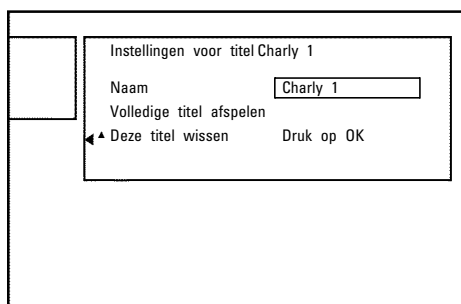 Instellingen voor titel Charly 1
Naam Charly 1
Volledige titel afspelen
Deze titel wissen Druk op OK